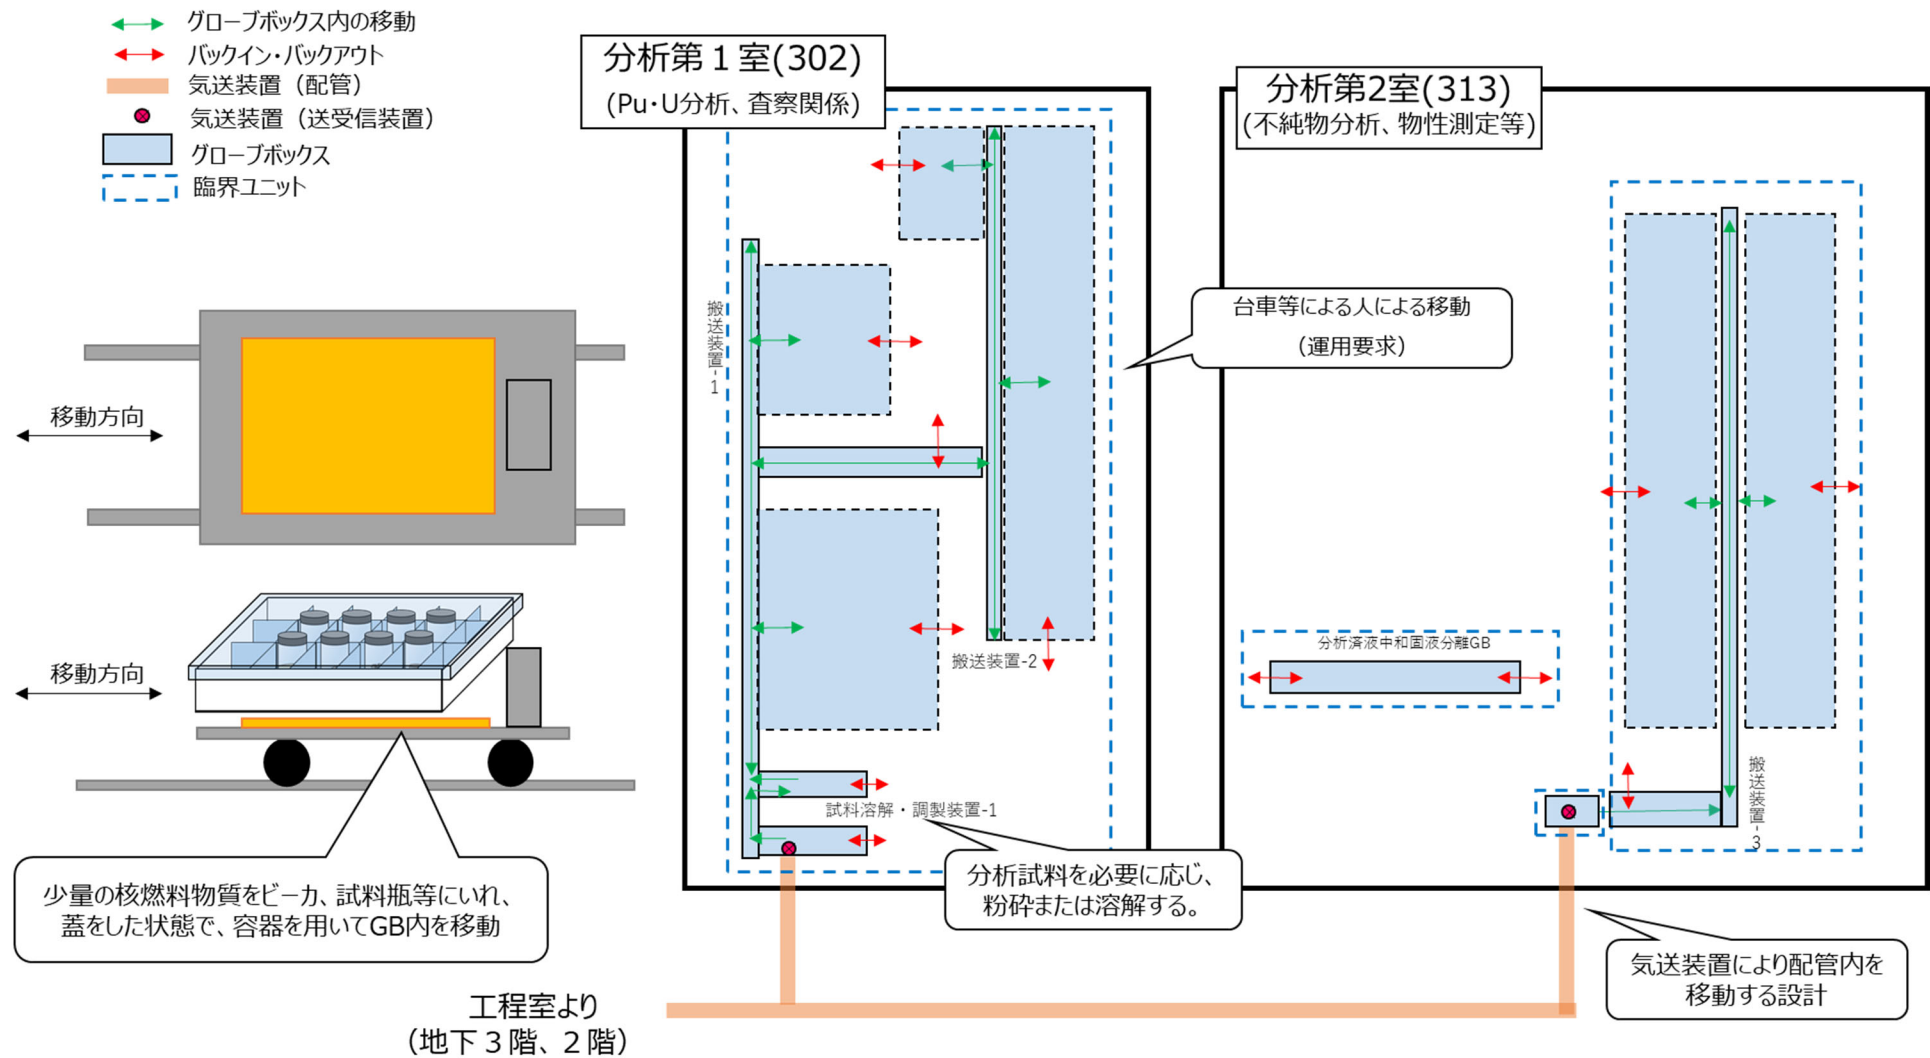 グローブボックス内の移動
バックイン・バックアウト
気送装置（配管）
気送装置（送受信装置）
グローブボックス
臨界ユニット
分析第１室(302)
(Pu・U分析、査察関係)
分析第2室(313)
(不純物分析、物性測定等)
台車等による人による移動
（運用要求）
搬送装置-1
移動方向
移動方向
搬送装置-2
分析済液中和固液分離GB
搬送装置-3
試料溶解・調製装置-1
分析試料を必要に応じ、
粉砕または溶解する。
少量の核燃料物質をビーカ、試料瓶等にいれ、
蓋をした状態で、容器を用いてGB内を移動
気送装置により配管内を
移動する設計
工程室より
（地下３階、２階）